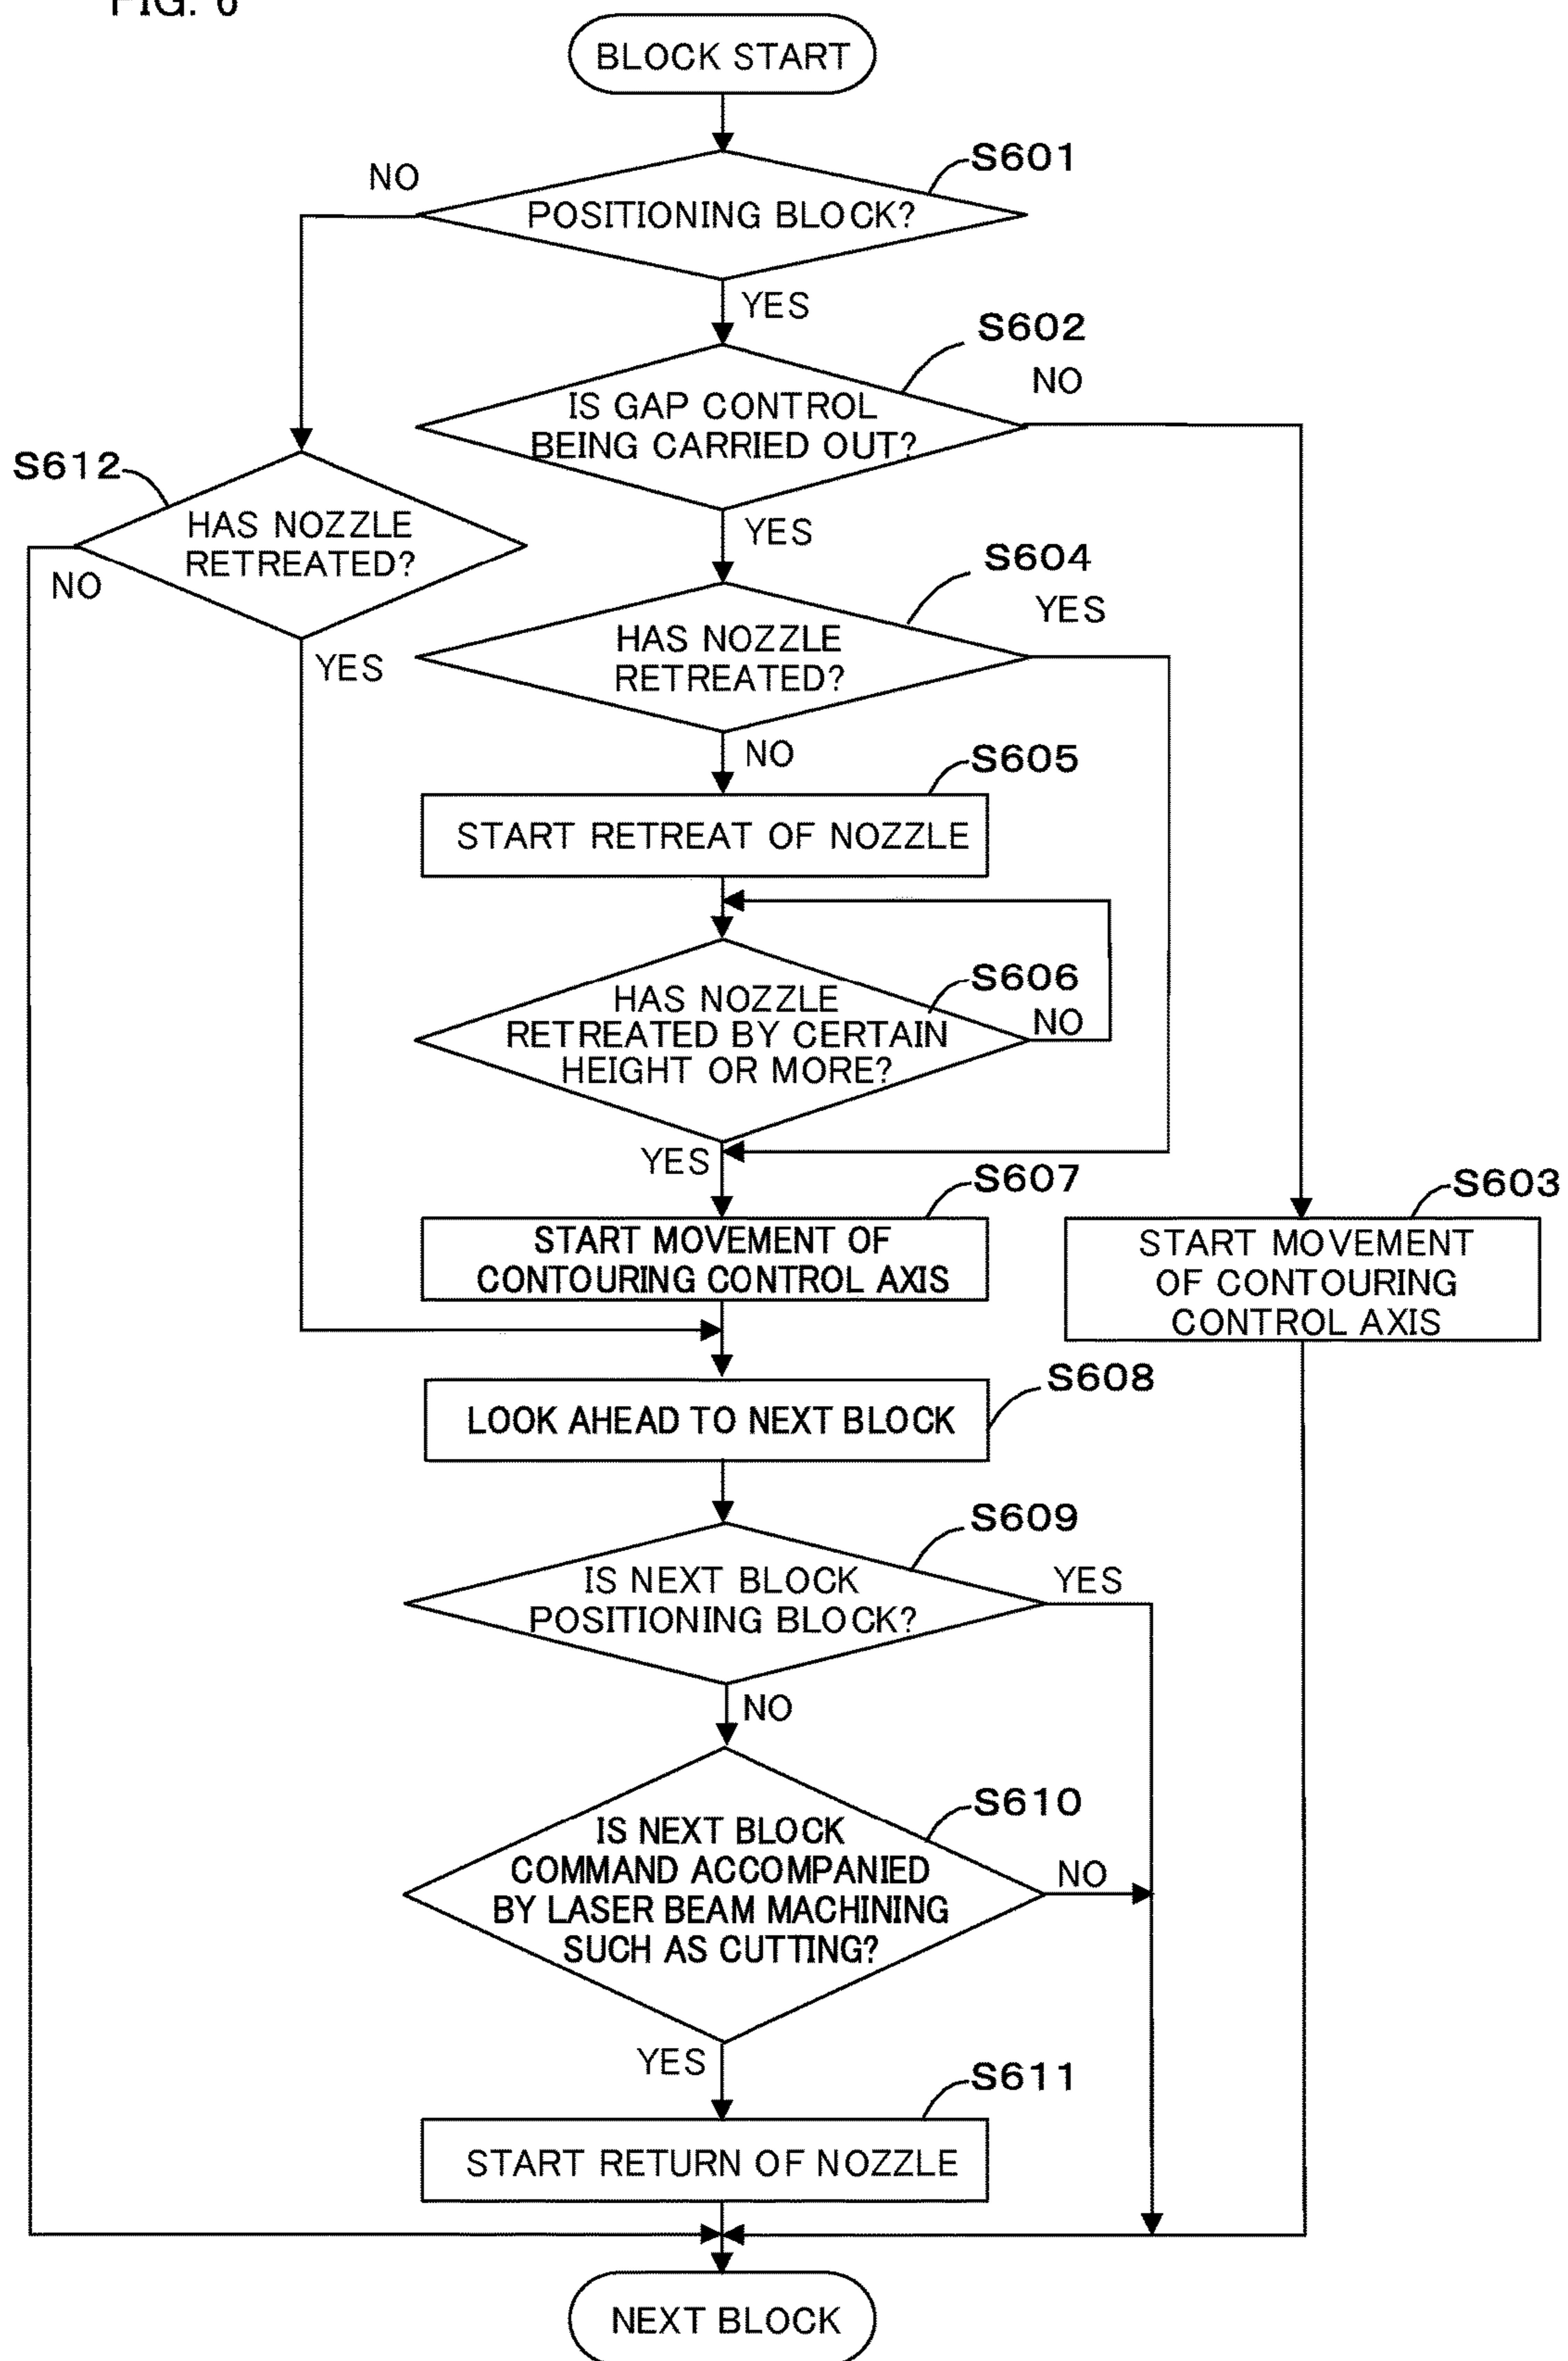 FIG. 6
BLOCK START
S601
NO
POSITIONING BLOCK?
YES
S602
NO
IS GAP CONTROL
BEING CARRIED OUT?
S612
HAS NOZZLE
RETREATED?
NO
YES
YES
S604
YES
HAS NOZZLE
RETREATED?
NO
S605
START RETREAT OF NOZZLE
S606
HAS NOZZLE
RETREATED BY CERTAIN
HEIGHT OR MORE?
NO
YES
S607
START MOVEMENT OF
CONTOURING CONTROL AXIS
S603
START MOVEMENT
OF CONTOURING
CONTROL AXIS
S608
LOOK AHEAD TO NEXT BLOCK
S609
IS NEXT BLOCK
POSITIONING BLOCK?
YES
NO
S610
IS NEXT BLOCK
COMMAND ACCOMPANIED
BY LASER BEAM MACHINING
SUCH AS CUTTING?
NO
YES
S611
START RETURN OF NOZZLE
NEXT BLOCK